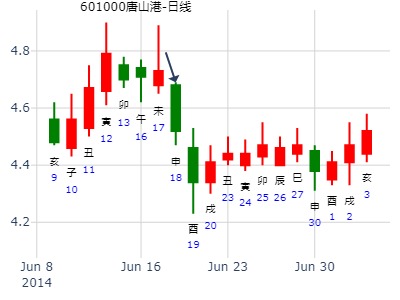 601000唐山港-日线
4.8
4.6
4.4
4.2
亥
9
子
10
丑
11
寅
12
卯
13
午
16
未
17
申
18
酉
19
戌
20
丑
23
寅
24
卯
25
辰
26
巳
27
申
30
酉
1
戌
2
亥
3
Jun 8
2014
Jun 16
Jun 23
Jun 30